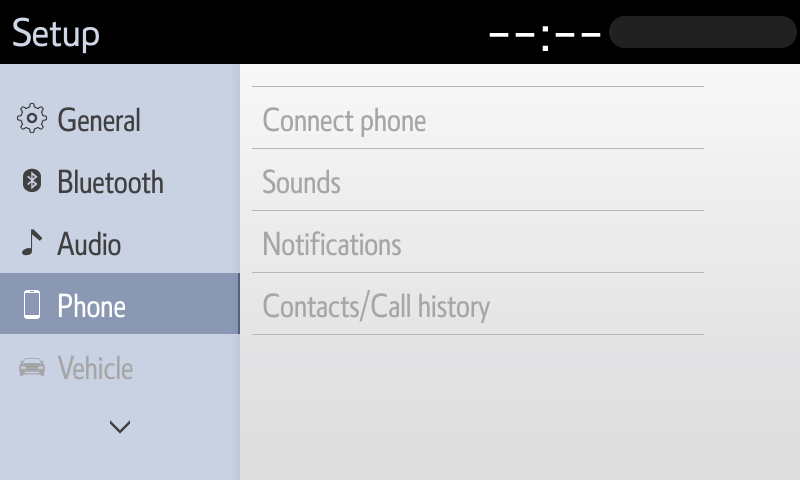 Setup
--:--
General
Bluetooth
Audio
Phone
Vehicle
Connect phone
Sounds
Notifications
Contacts/Call history